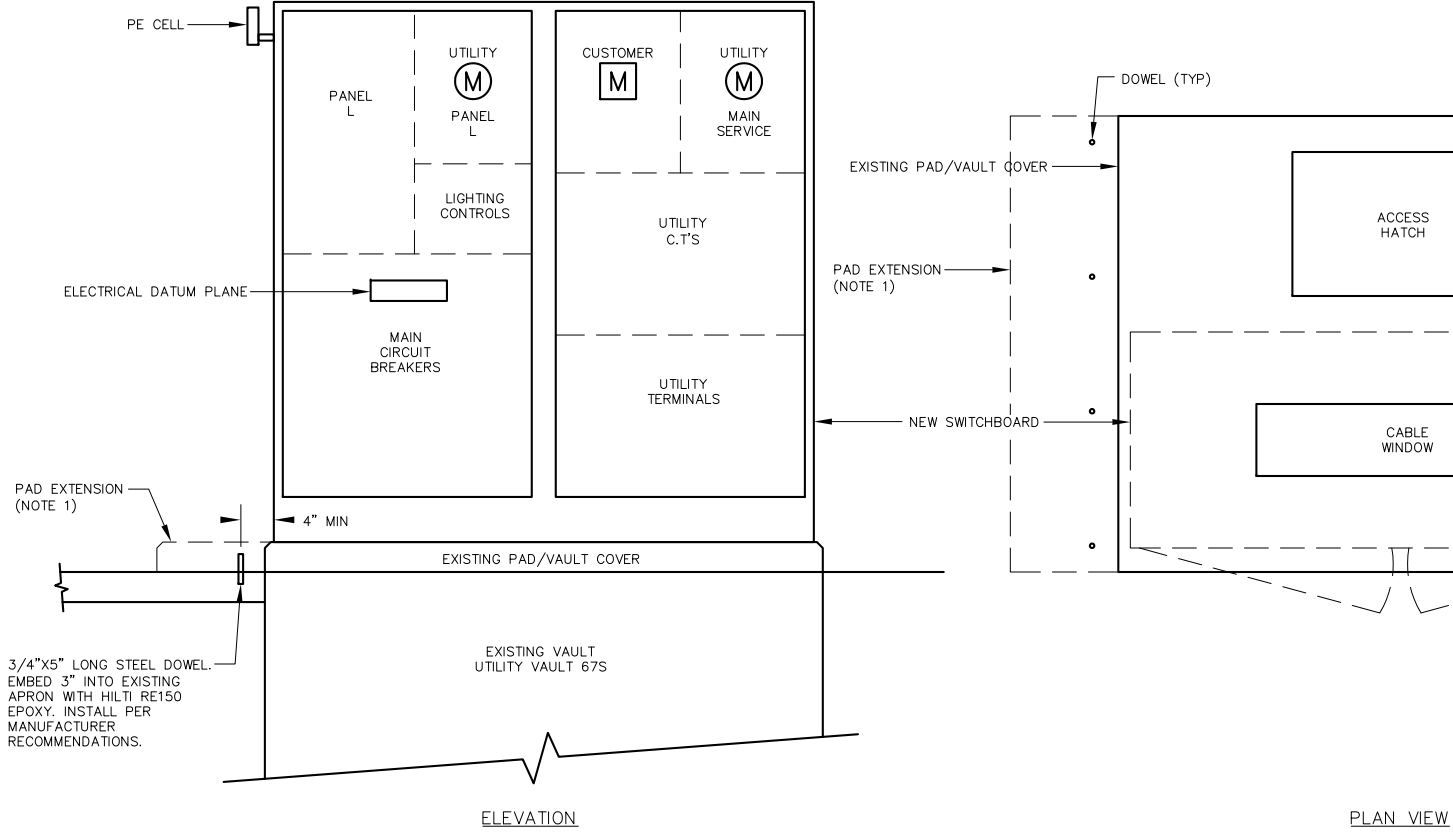 PE CELL
PANEL
L
UTILITY
M
PANEL
L
LIGHTING
CONTROLS
CUSTOMER
M
UTILITY
M
MAIN
SERVICE
UTILITY
C.T'S
ELECTRICAL DATUM PLANE
MAIN
CIRCUIT
BREAKERS
UTILITY
TERMINALS
PAD EXTENSION
(NOTE 1)
4" MIN
EXISTING PAD/VAULT COVER
3/4"X5" LONG STEEL DOWEL.
EMBED 3" INTO EXISTING
APRON WITH HILTI RE150
EPOXY. INSTALL PER
MANUFACTURER
RECOMMENDATIONS.
EXISTING VAULT
UTILITY VAULT 67S
ELEVATION
DOWEL (TYP)
EXISTING PAD/VAULT COVER
ACCESS
HATCH
PAD EXTENSION
(NOTE 1)
NEW SWITCHBOARD
CABLE
WINDOW
PLAN VIEW